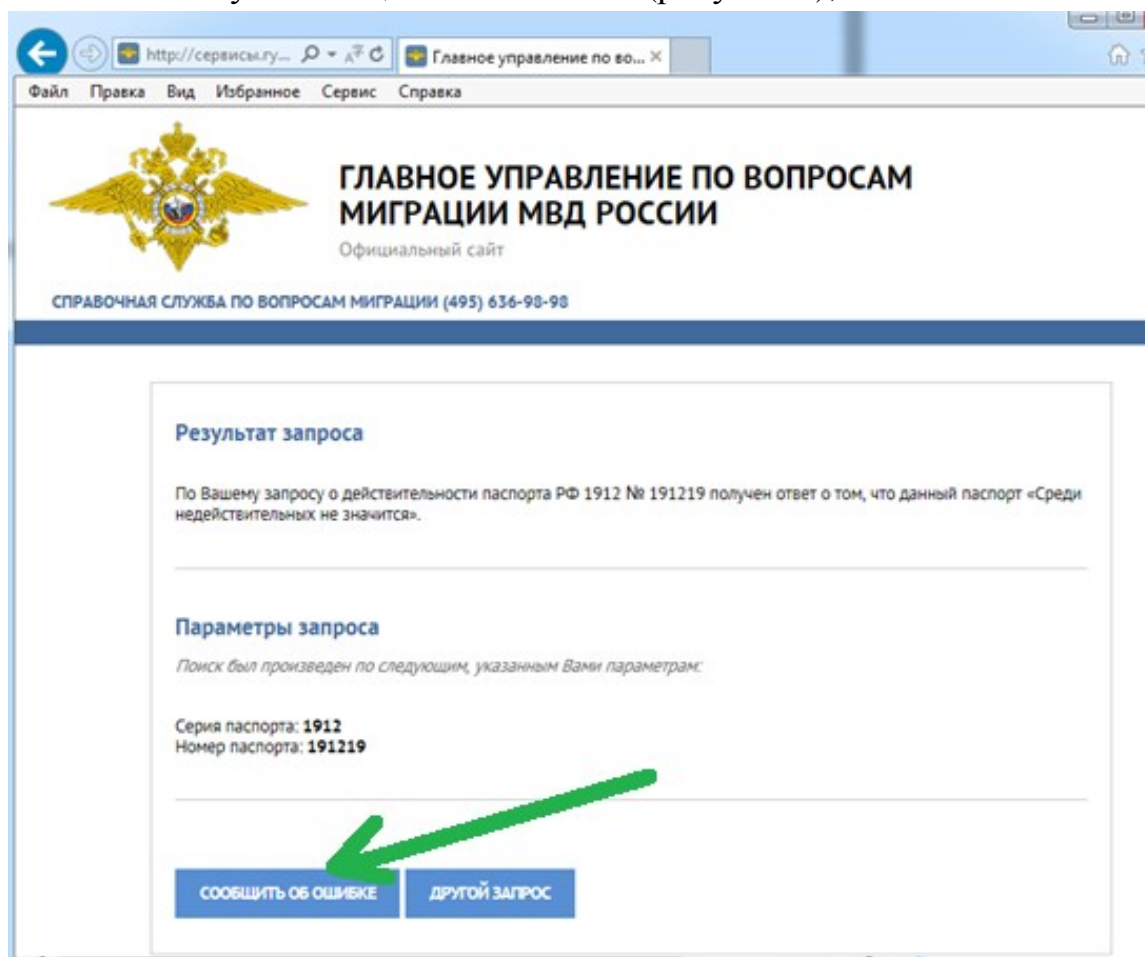 http://сервисы.гу...
Главное управление по во...
Файл Правка Вид Избранное Сервис Справка
ГЛАВНОЕ УПРАВЛЕНИЕ ПО ВОПРОСАМ
МИГРАЦИИ МВД РОССИИ
Официальный сайт
СПРАВОЧНАЯ СЛУЖБА ПО ВОПРОСАМ МИГРАЦИИ (495) 636-98-98
Результат запроса
По Вашему запросу о действительности паспорта РФ 1912 № 191219 получен ответ о том, что данный паспорт «Среди
недействительных не значится».
Параметры запроса
Поиск был произведен по следующим, указанным Вами параметрам:
Серия паспорта: 1912
Номер паспорта: 191219
СООБЩИТЬ ОБ ОШИБКЕ
ДРУГОЙ ЗАПРОС